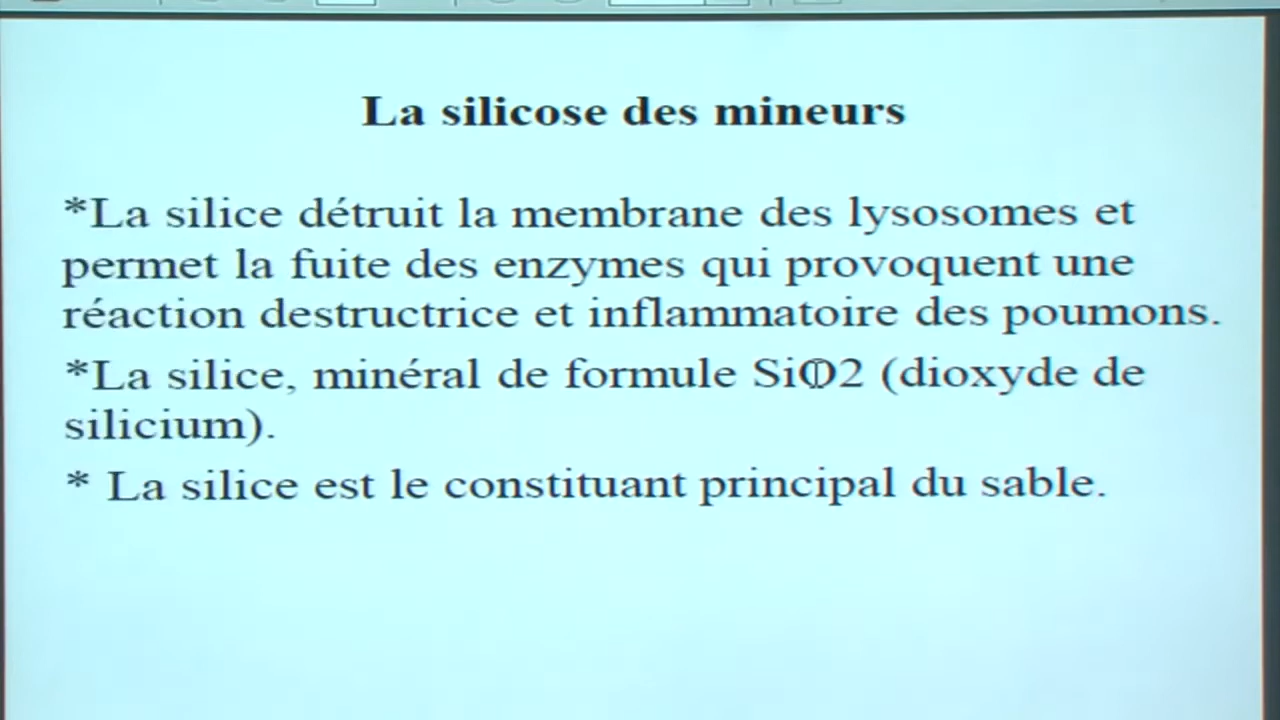 La silicose des mineurs
*La silice détruit la membrane des lysosomes et
permet la fuite des enzymes qui provoquent une
réaction destructrice et inflammatoire des poumons.
*La silice, minéral de formule SiO2 (dioxyde de
silicium).
* La silice est le constituant principal du sable.